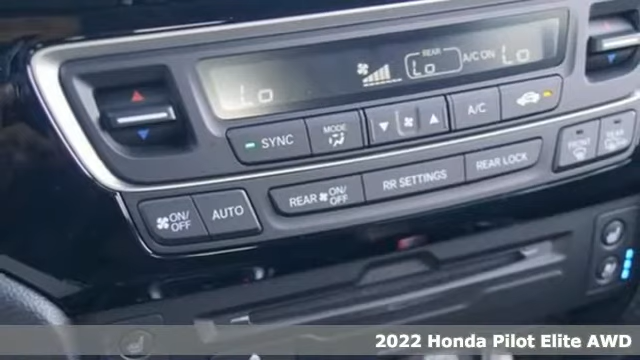 REAR
Lo Lo A/C ON Lo
SYNC MODE A/C
REAR ON/OFF RR SETTINGS REAR LOCK FRONT REAR
ON/OFF AUTO
2022 Honda Pilot Elite AWD